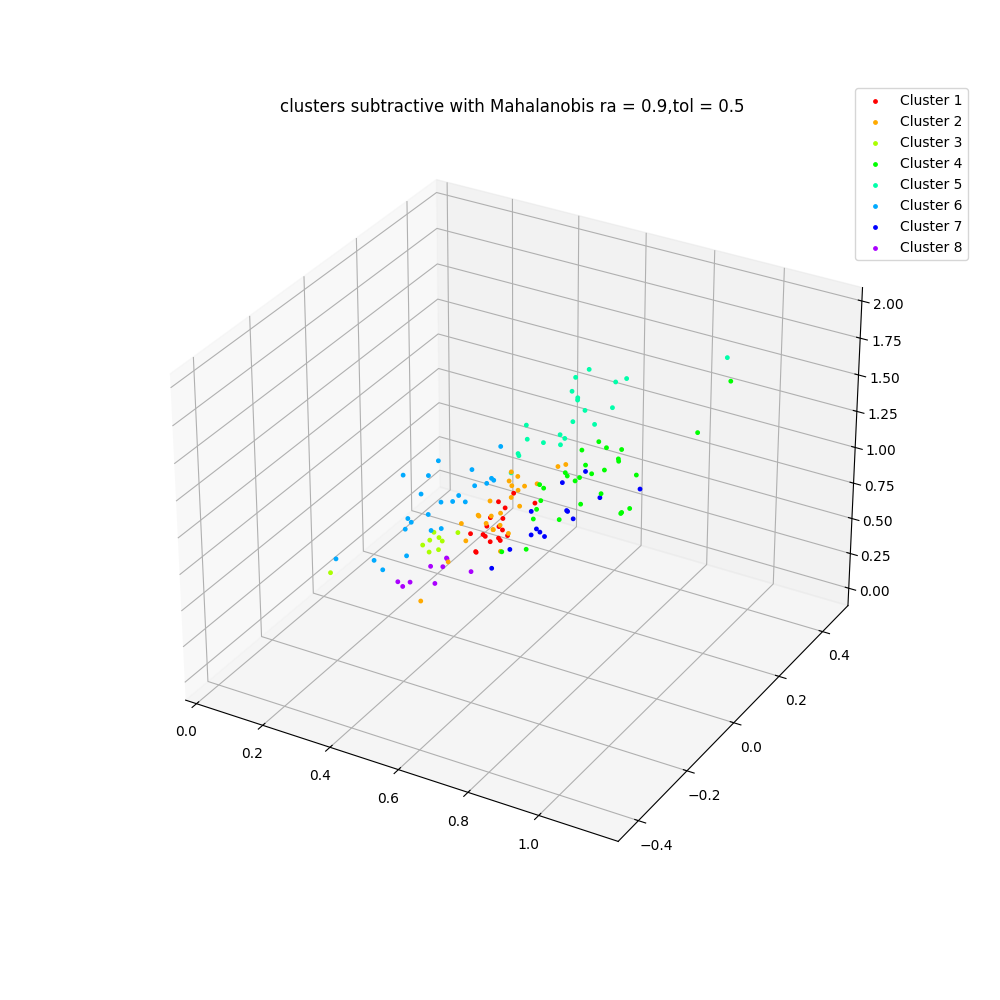 clusters subtractive with Mahalanobis ra = 0.9,tol = 0.5
Cluster 1
Cluster 2
Cluster 3
Cluster 4
Cluster 5
Cluster 6
Cluster 7
Cluster 8
2.00
1.75
1.50
1.25
1.00
0.75
0.50
0.25
0.00
0.4
0.2
0.0
−0.2
−0.4
0.0
0.2
0.4
0.6
0.8
1.0